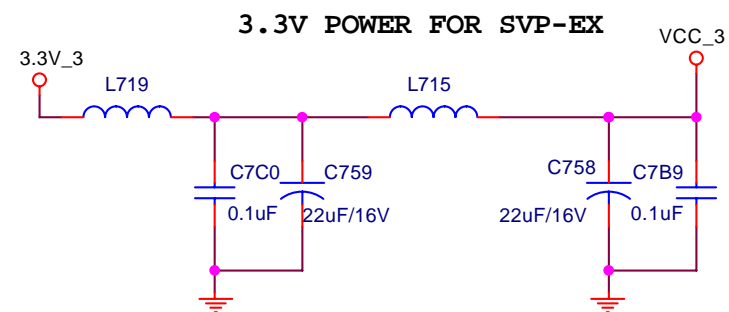 3.3V POWER FOR SVP-EX
3.3V_3
VCC_3
L719
L715
C7C0
C759
C758
C7B9
0.1uF
22uF/16V
22uF/16V
0.1uF